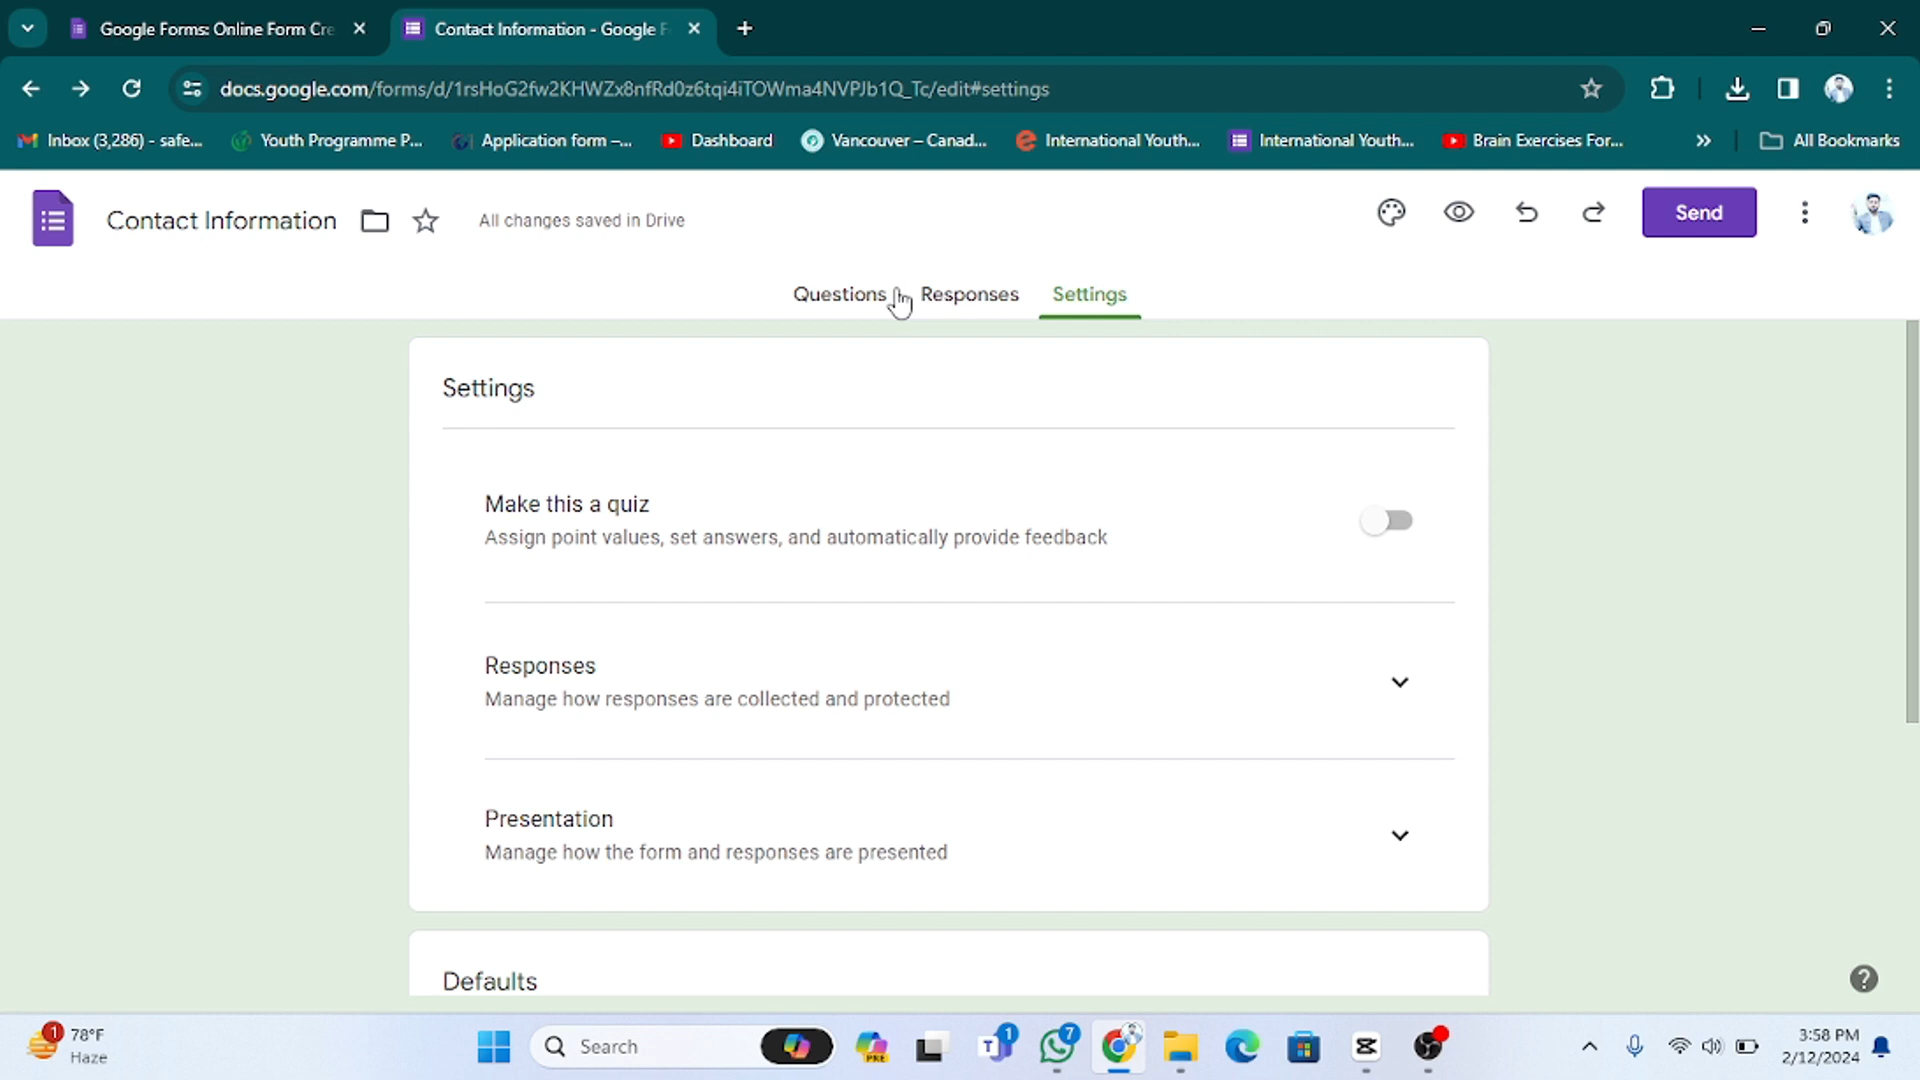 Google Forms: Online Form Cre
Contact Information - Google F
docs.google.com/forms/d/1rsHoG2fw2KHWZx8nfRd0z6tqi4iTOWma4NVPJb1Q_Tc/edit#settings
Inbox (3,286) - safe...
Youth Programme P...
Application form –...
Dashboard
Vancouver – Canad...
International Youth...
International Youth...
Brain Exercises For...
All Bookmarks
Contact Information
All changes saved in Drive
Send
Questions
Responses
Settings
Settings
Make this a quiz
Assign point values, set answers, and automatically provide feedback
Responses
Manage how responses are collected and protected
Presentation
Manage how the form and responses are presented
Defaults
1
78°F
Haze
Search
PRE
T
1
7
3:58 PM
2/12/2024